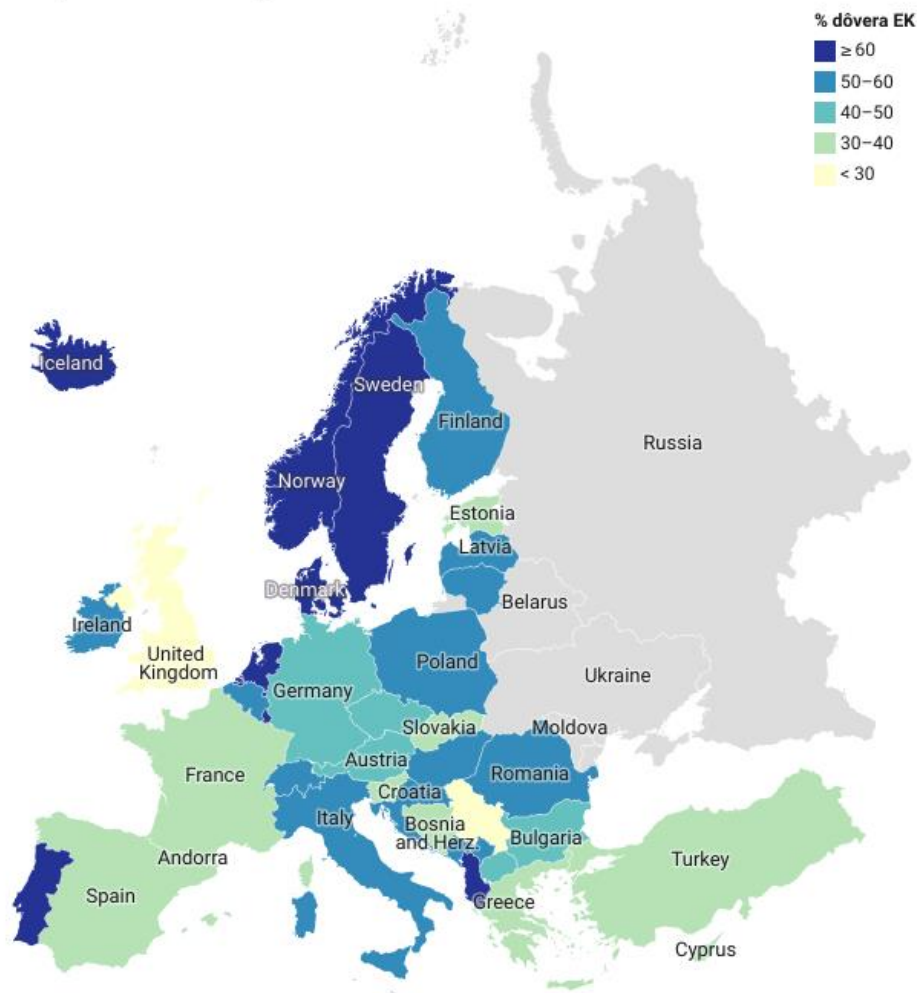 % dôvera EK
≥ 60
50–60
40–50
30–40
< 30
Iceland
Sweden
Finland
Norway
Russia
Estonia
Latvia
Denmark
Belarus
Ireland
United
Kingdom
Poland
Germany
Ukraine
Slovakia
Moldova
Austria
France
Romania
Croatia
Italy
Bosnia
and Herz.
Bulgaria
Andorra
Turkey
Spain
Greece
Cyprus